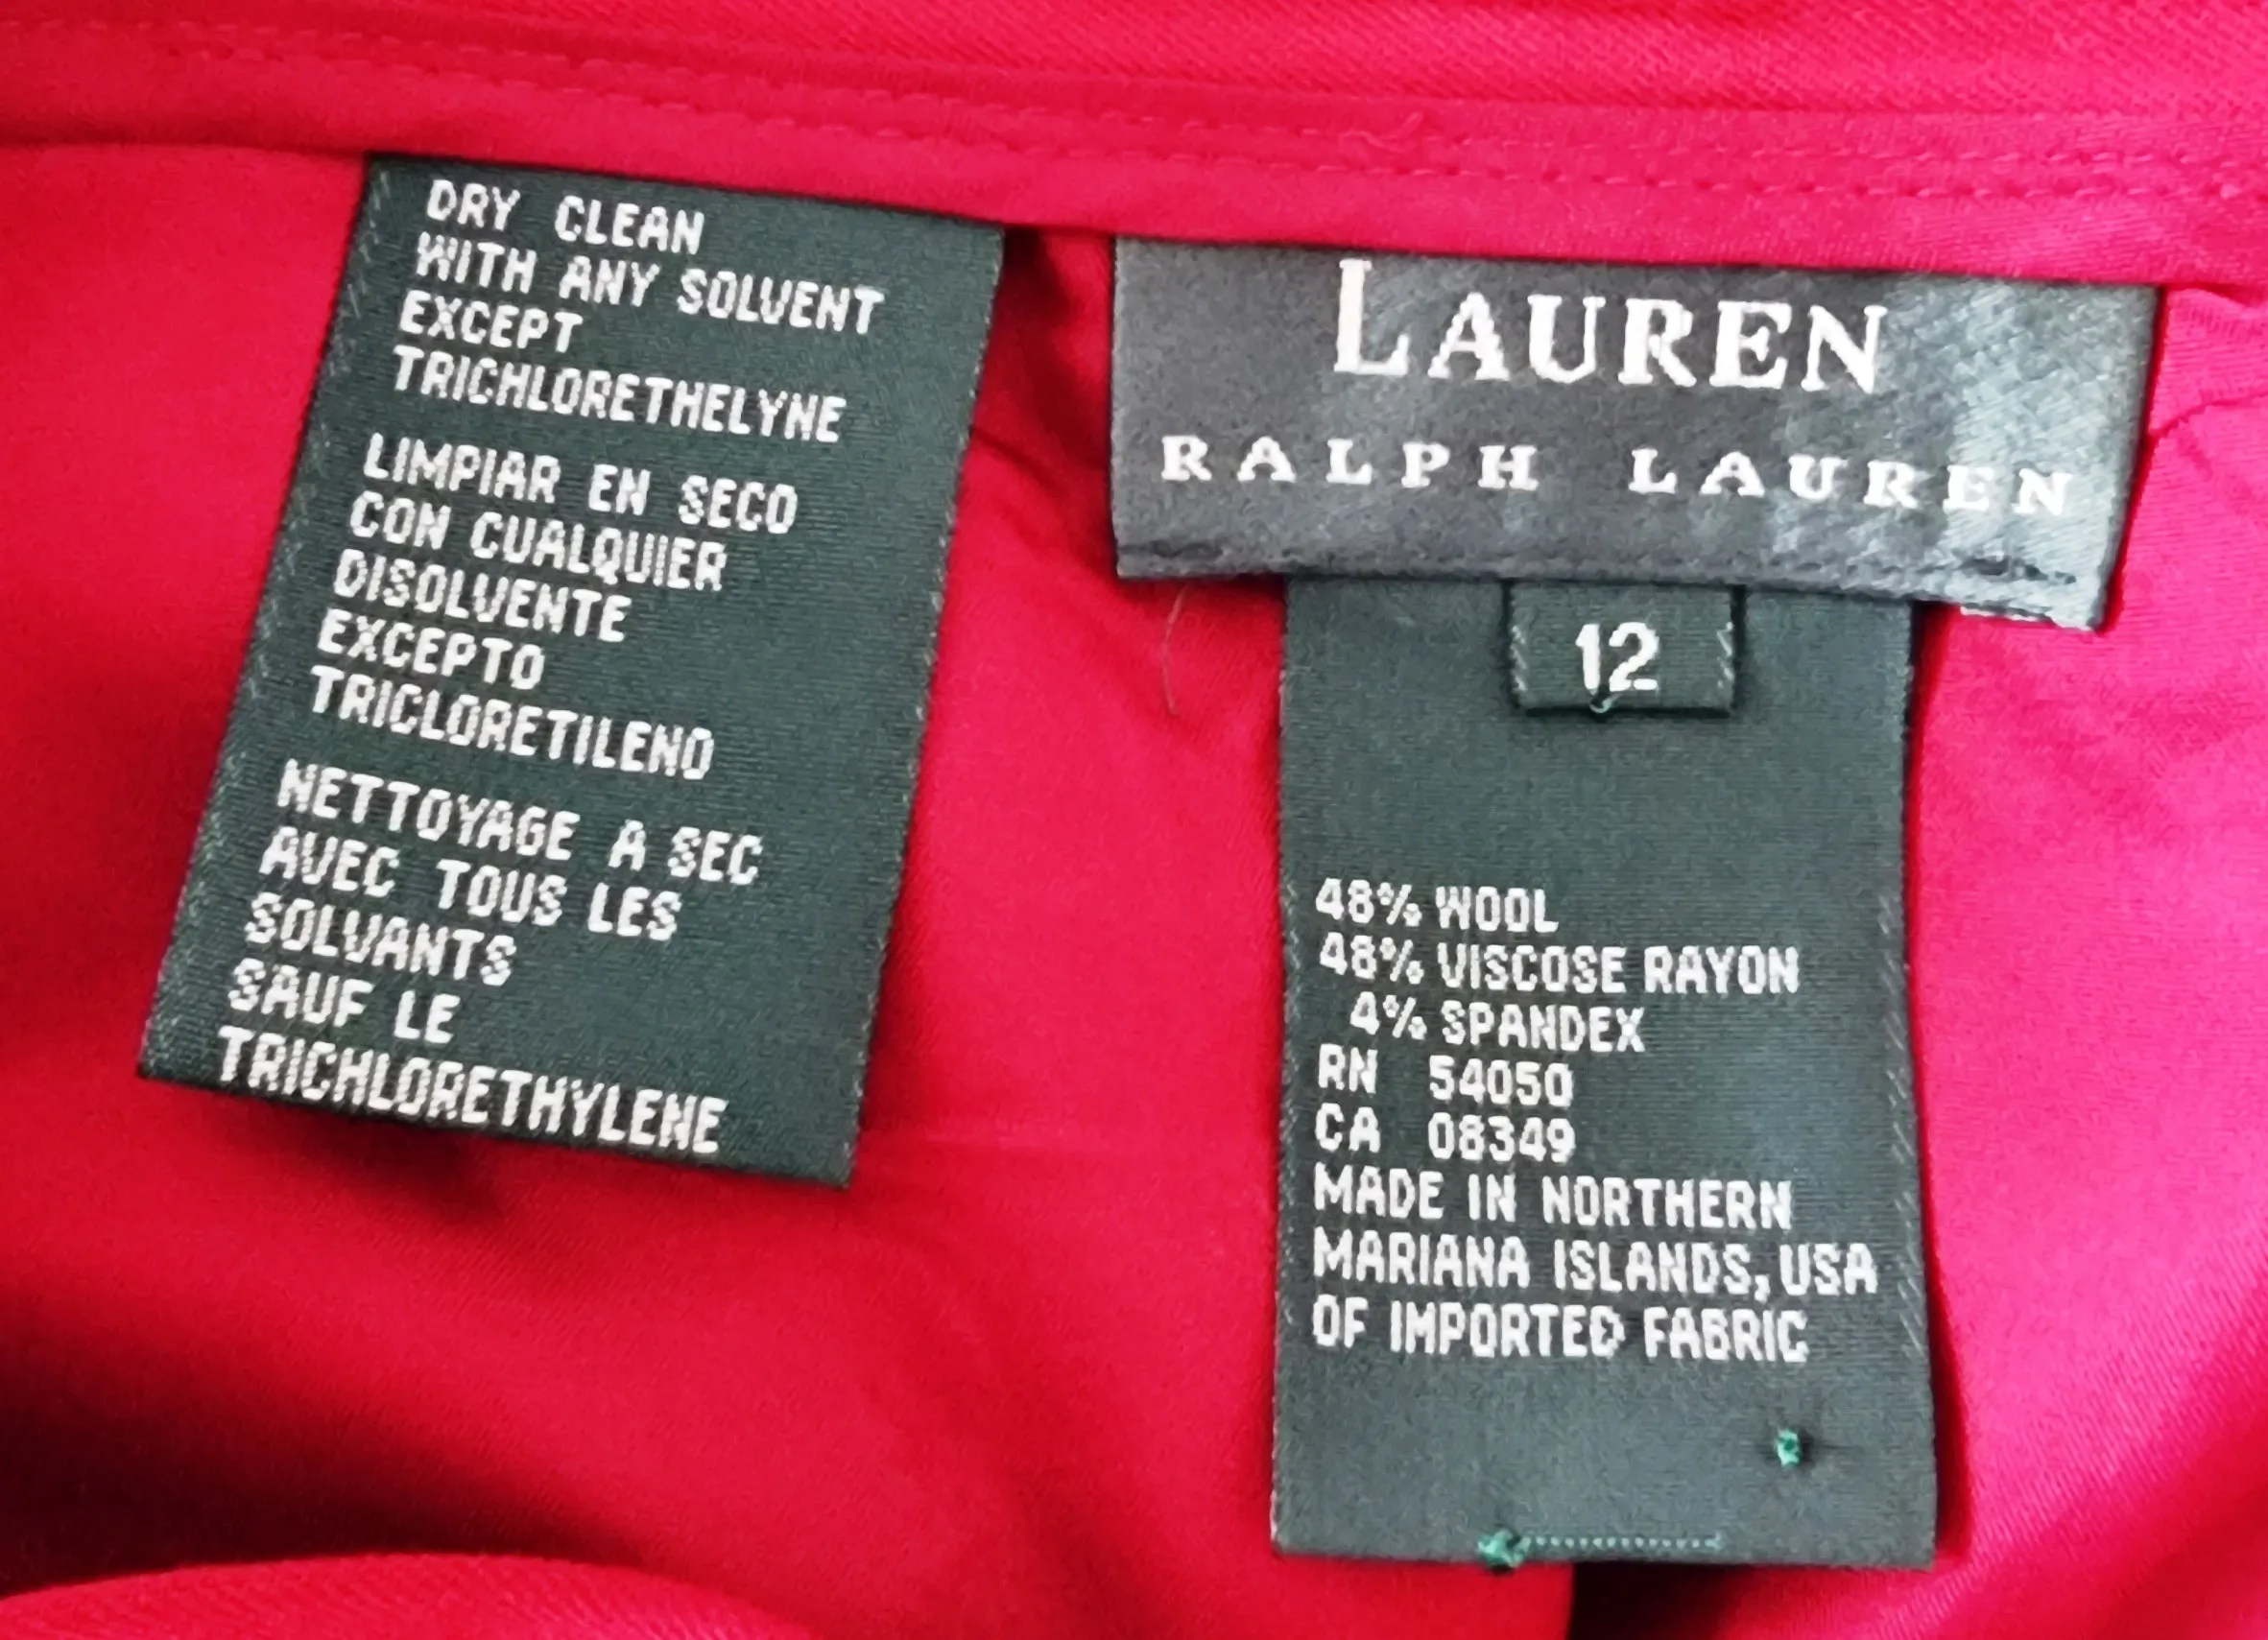 DRY CLEAN
WITH ANY SOLVENT
EXCEPT
TRICHLORETHELYNE
LIMPIAR EN SECO
CON CUALQUIER
DISOLVENTE
EXCEPTO
TRICLORETILENO
NETTOYAGE A SEC
AVEC TOUS LES
SOLVANTS
SAUF LE
TRICHLORETHYLENE
LAUREN
RALPH LAUREN
12
48% WOOL
48% VISCOSE RAYON
4% SPANDEX
RN 54050
CA 08349
MADE IN NORTHERN
MARIANA ISLANDS, USA
OF IMPORTED FABRIC